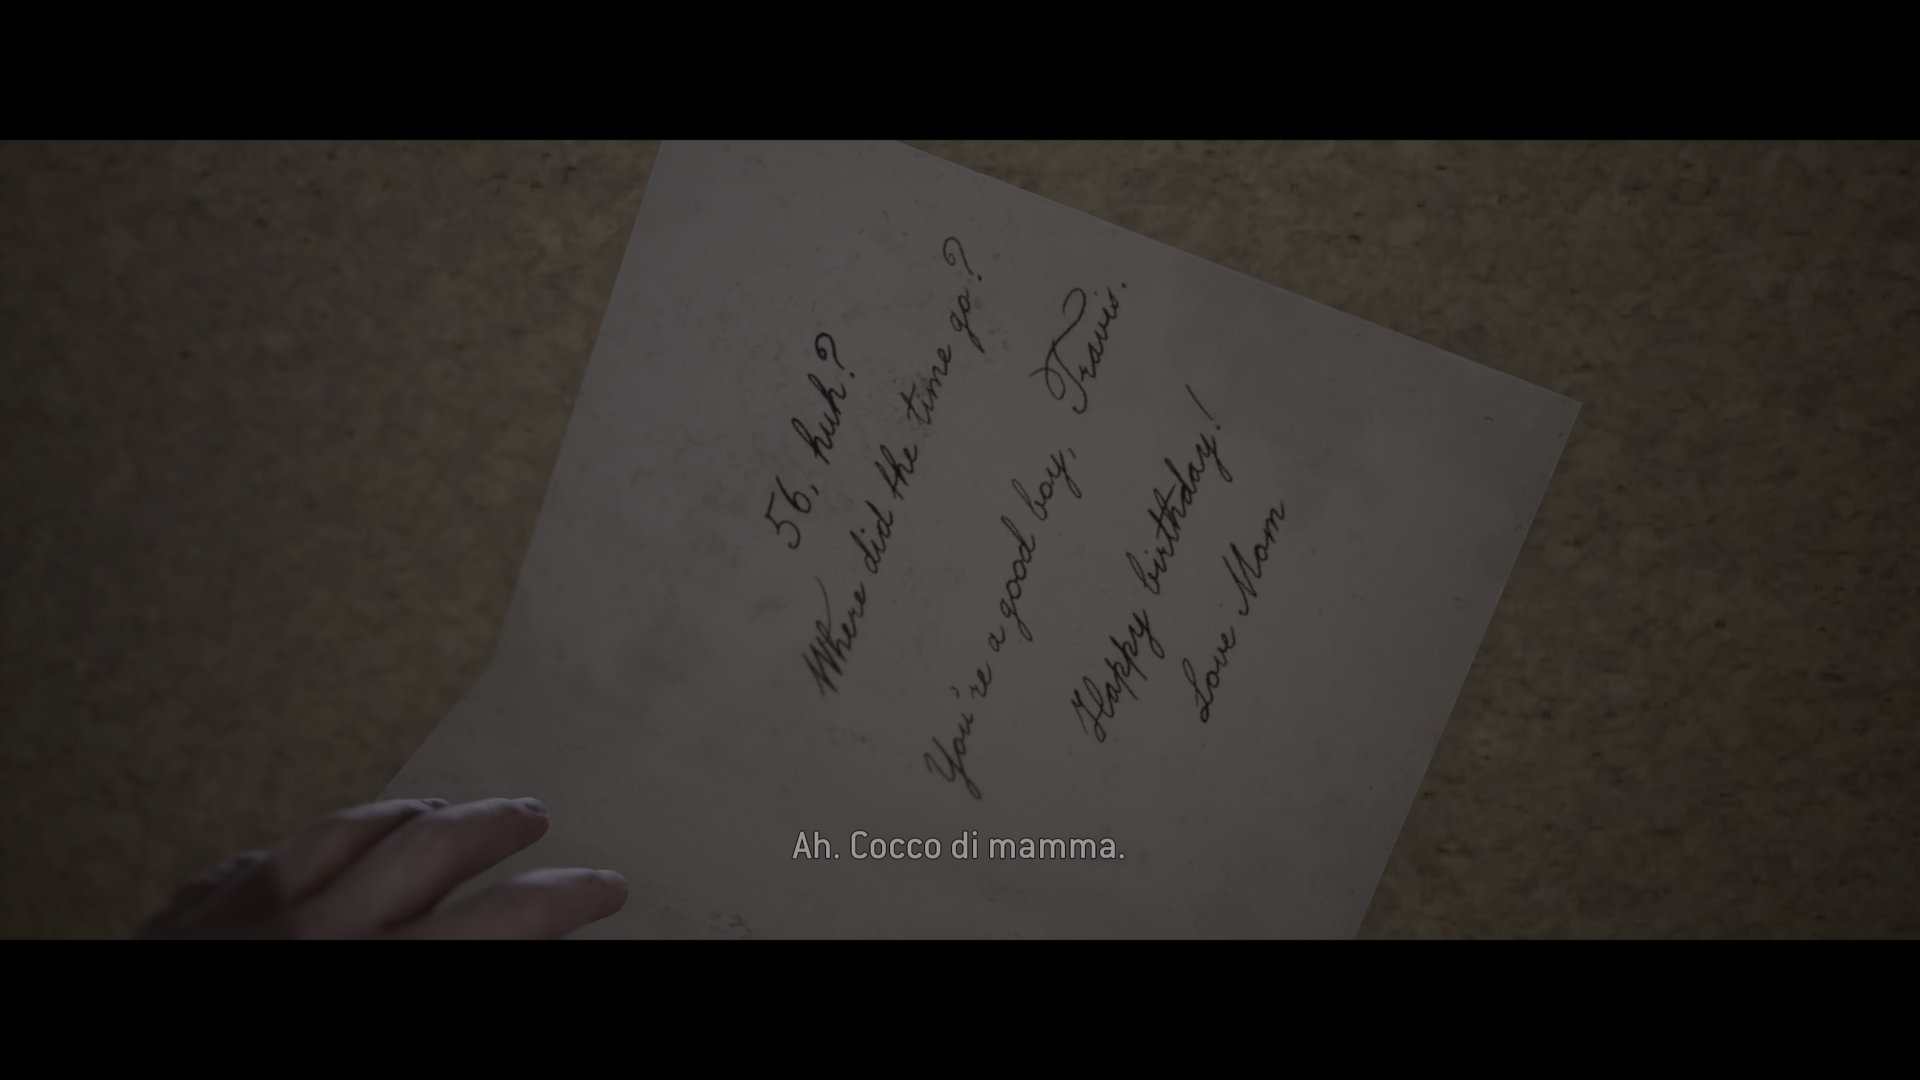 56, huh?
Where did the time go?
You're a good boy, Travis.
Happy birthday!
Love Mom
Ah. Cocco di mamma.